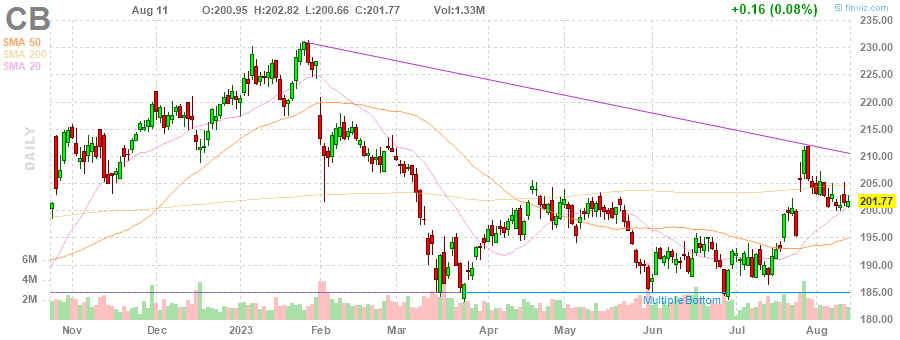 CB Aug 11 O:200.95 H:202.82 L:200.66 C:201.77 Vol:1.33M +0.16 (0.08%) © finviz.com
SMA 50
SMA 200
SMA 20
DAILY
235.00
230.00
225.00
220.00
215.00
210.00
205.00
201.77
200.00
195.00
190.00
185.00
180.00
6M
4M
2M
Multiple Bottom
Nov Dec 2023 Feb Mar Apr May Jun Jul Aug